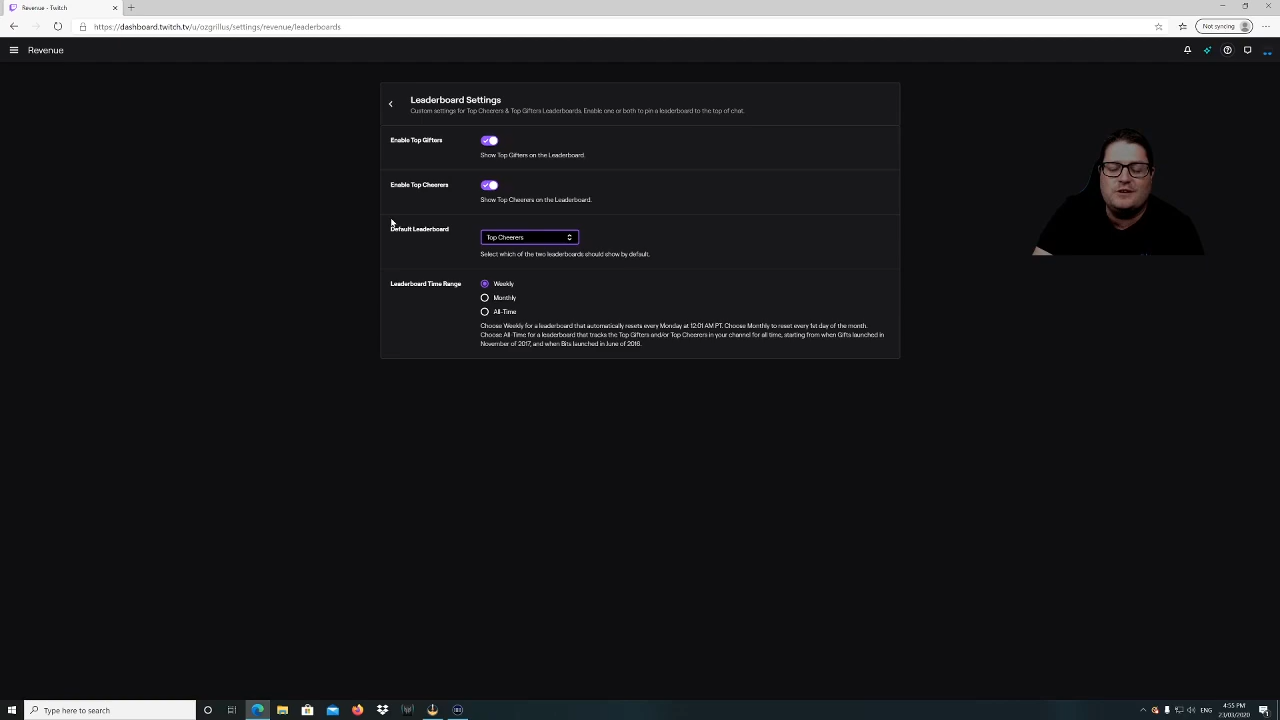 Revenue - Twitch
https://dashboard.twitch.tv/u/ozgrillus/settings/revenue/leaderboards
Not syncing
Revenue
Leaderboard Settings
Custom settings for Top Cheerers & Top Gifters Leaderboards. Enable one or both to pin a leaderboard to the top of chat.
Enable Top Gifters
Show Top Gifters on the Leaderboard.
Enable Top Cheerers
Show Top Cheerers on the Leaderboard.
Default Leaderboard
Top Cheerers
Select which of the two leaderboards should show by default.
Leaderboard Time Range
Weekly
Monthly
All-Time
Choose Weekly for a leaderboard that automatically resets every Monday at 12:01 AM PT. Choose Monthly to reset every 1st day of the month.
Choose All-Time for a leaderboard that tracks the Top Gifters and/or Top Cheerers in your channel for all time, starting from when Gifts launched in
November of 2017, and when Bits launched in June of 2016.
Type here to search
ENG
4:55 PM
23/03/2020